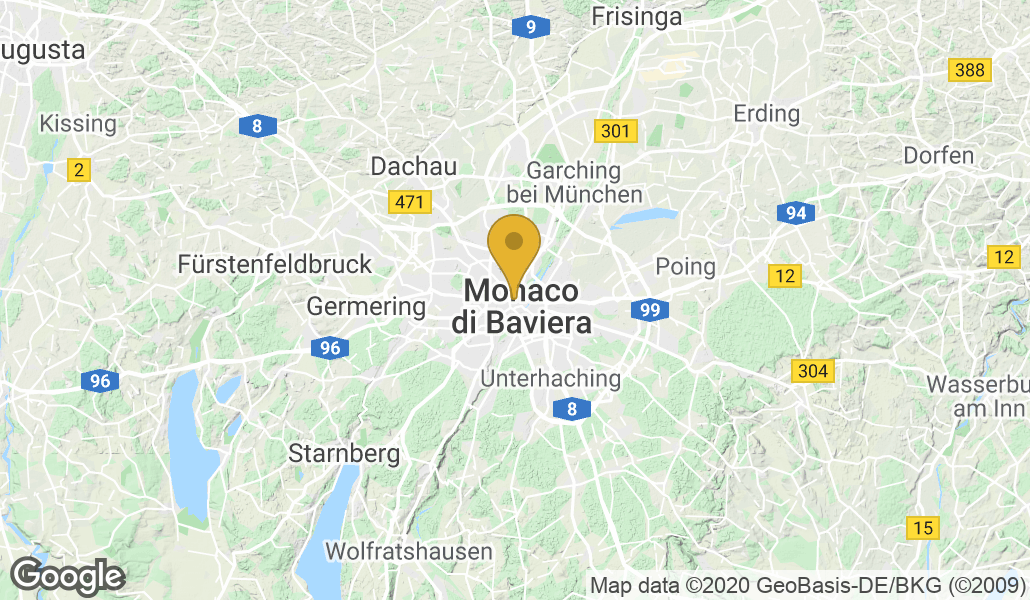 Frisinga
9
ugusta
388
Kissing
8
301
Erding
2
Dachau
Garching
bei München
Dorfen
471
94
12
Fürstenfeldbruck
Poing
12
Monaco
di Baviera
Germering
99
96
96
Unterhaching
304
Wasserbu
am Inn
8
Starnberg
15
Wolfratshausen
Google
Map data ©2020 GeoBasis-DE/BKG (©2009)